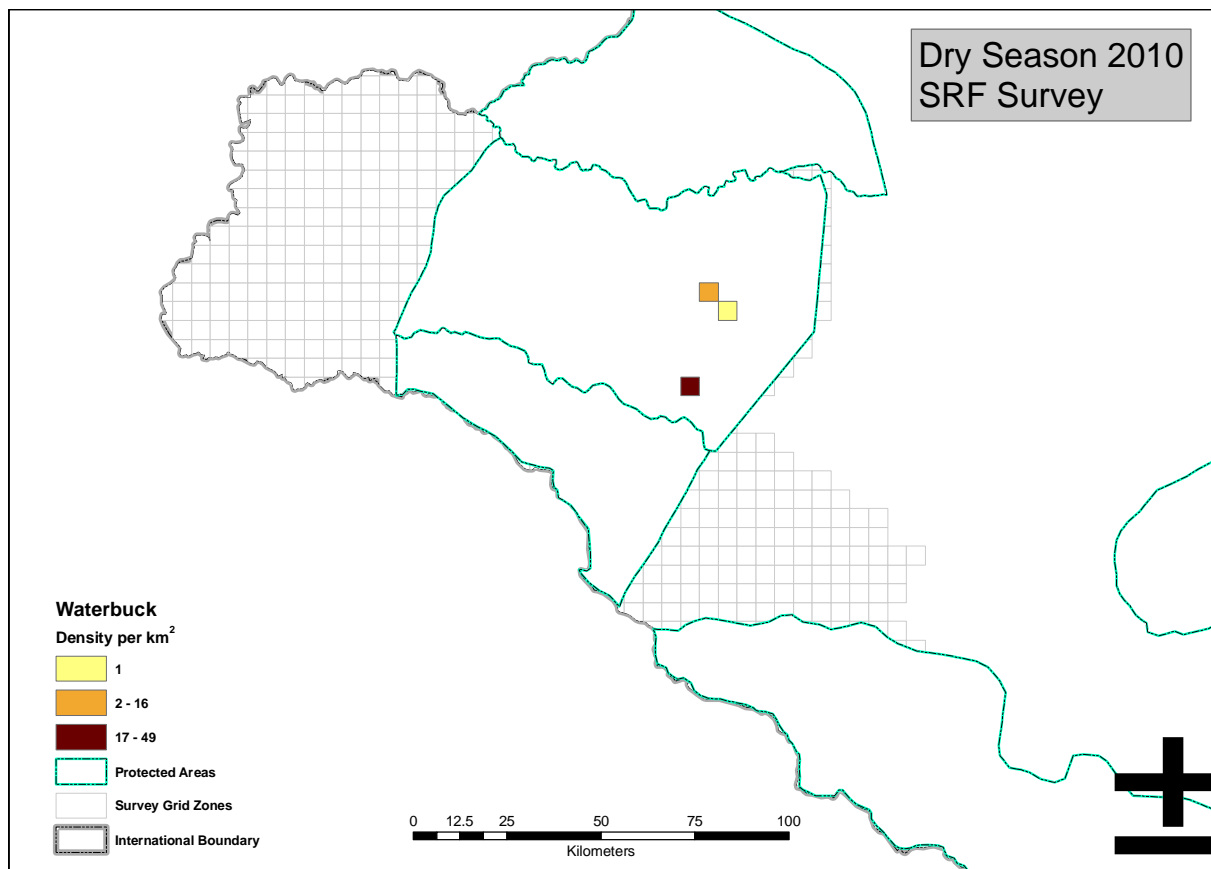 Dry Season 2010
SRF Survey
Waterbuck
Density per km2
1
2 - 16
17 - 49
Protected Areas
Survey Grid Zones
International Boundary
0 12.5 25 50 75 100
Kilometers